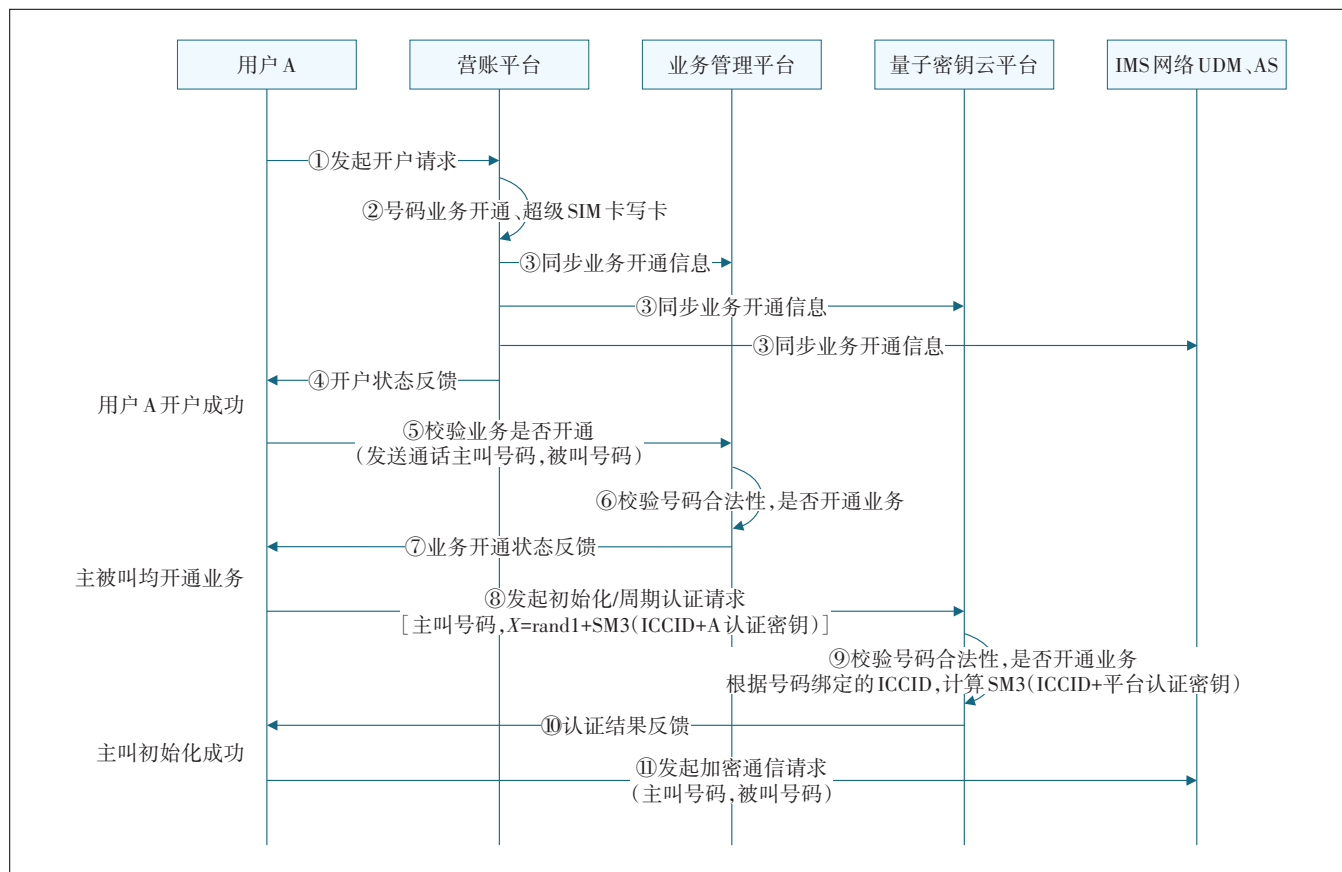 用户A
营账平台
业务管理平台
量子密钥云平台
IMS网络UDM、AS
①发起开户请求
②号码业务开通、超级SIM卡写卡
③同步业务开通信息
③同步业务开通信息
③同步业务开通信息
④开户状态反馈
用户A开户成功
⑤校验业务是否开通
(发送通话主叫号码,被叫号码)
⑥校验号码合法性,是否开通业务
⑦业务开通状态反馈
主被叫均开通业务
⑧发起初始化/周期认证请求
[主叫号码,X=rand1+SM3(ICCID+A认证密钥)]
⑨校验号码合法性,是否开通业务
根据号码绑定的ICCID,计算SM3(ICCID+平台认证密钥)
⑩认证结果反馈
主叫初始化成功
⑪发起加密通信请求
(主叫号码,被叫号码)